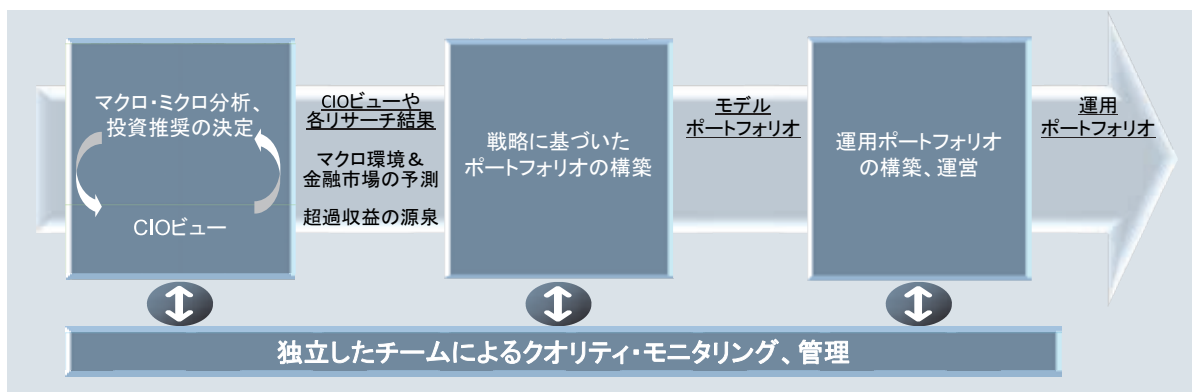 マクロ・ミクロ分析、
投資推奨の決定
CIOビュー
CIOビューや
各リサーチ結果
マクロ環境＆
金融市場の予測
超過収益の源泉
戦略に基づいた
ポートフォリオの構築
モデル
ポートフォリオ
運用ポートフォリオ
の構築、運営
運用
ポートフォリオ
独立したチームによるクオリティ・モニタリング、管理